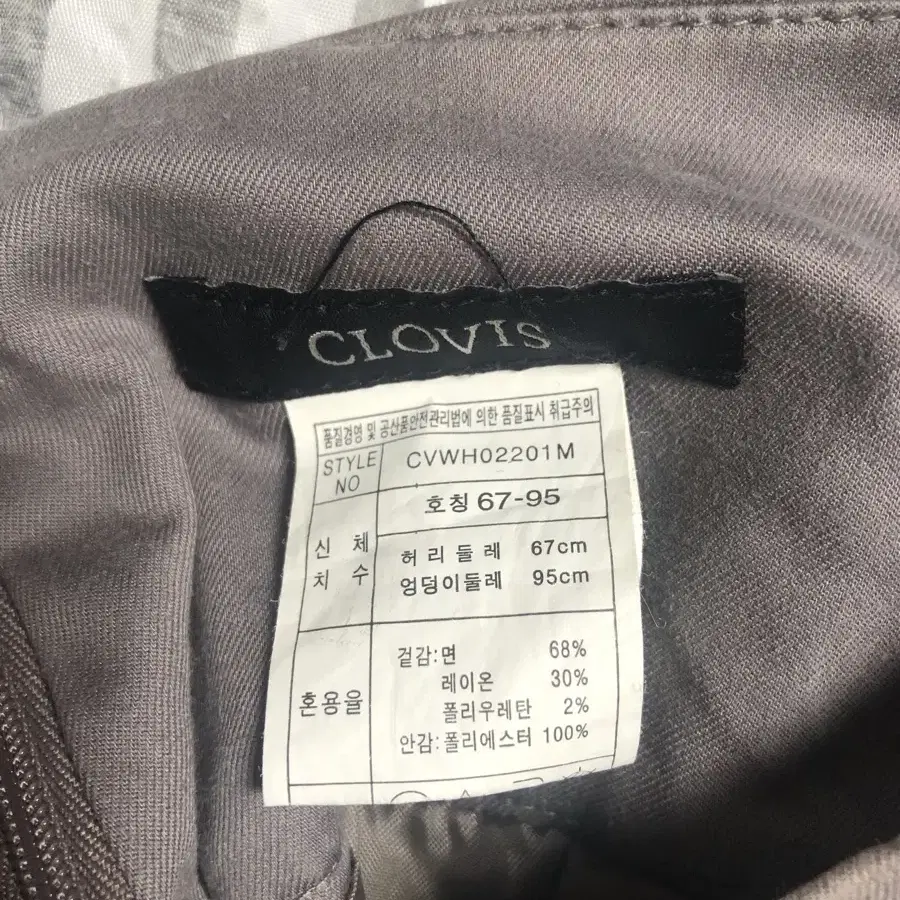 CLOVIS
품질경영 및 공산품안전관리법에 의한 품질표시 취급주의
STYLE NO CVWH02201M
호칭 67-95
신체 치수
허리둘레 67cm
엉덩이둘레 95cm
혼용율
겉감:면 68%
레이온 30%
폴리우레탄 2%
안감:폴리에스터 100%